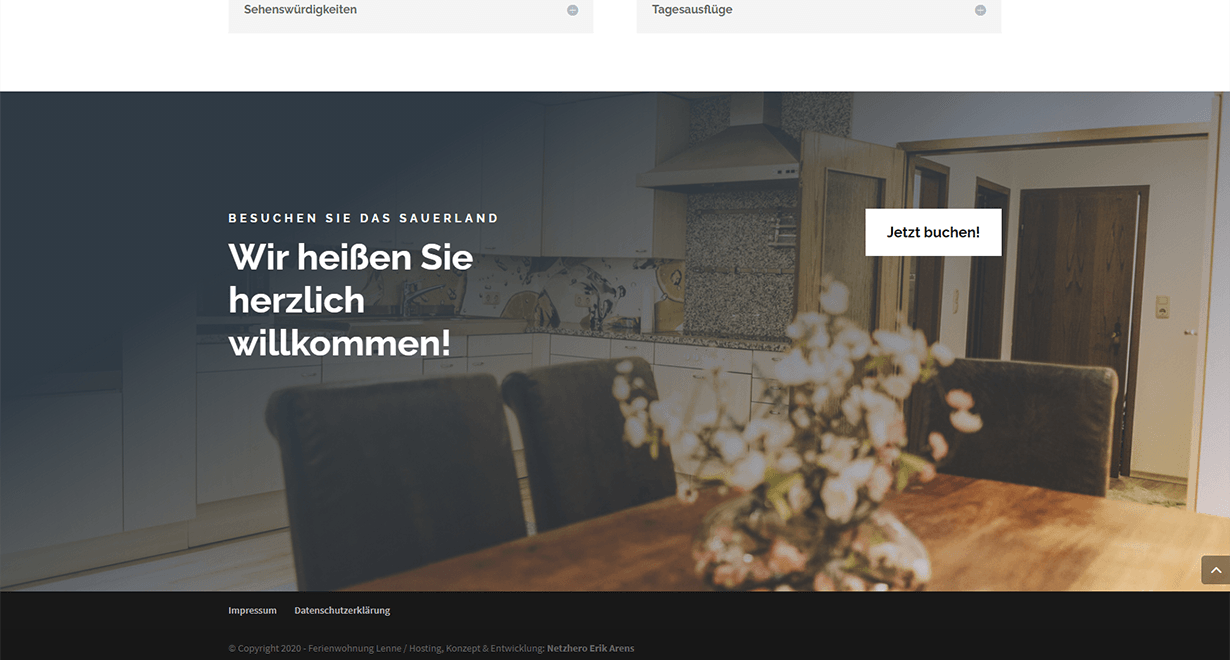 Sehenswürdigkeiten
Tagesausflüge
BESUCHEN SIE DAS SAUERLAND
Wir heißen Sie
herzlich
willkommen!
Jetzt buchen!
Impressum Datenschutzerklärung
© Copyright 2020 - Ferienwohnung Lenne / Hosting, Konzept & Entwicklung: Netzhero Erik Arens